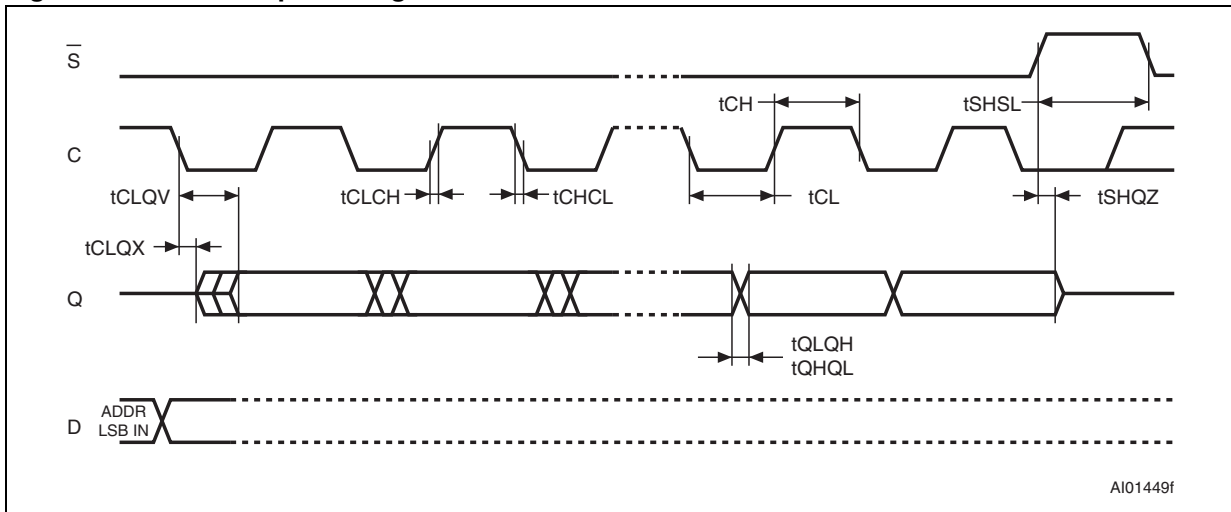 S
tCH
tSHSL
C
tCLQV
tCLCH
tCHCL
tCL
tSHQZ
tCLQX
Q
tQLQH
tQHQL
D
ADDR
LSB IN
AI01449f